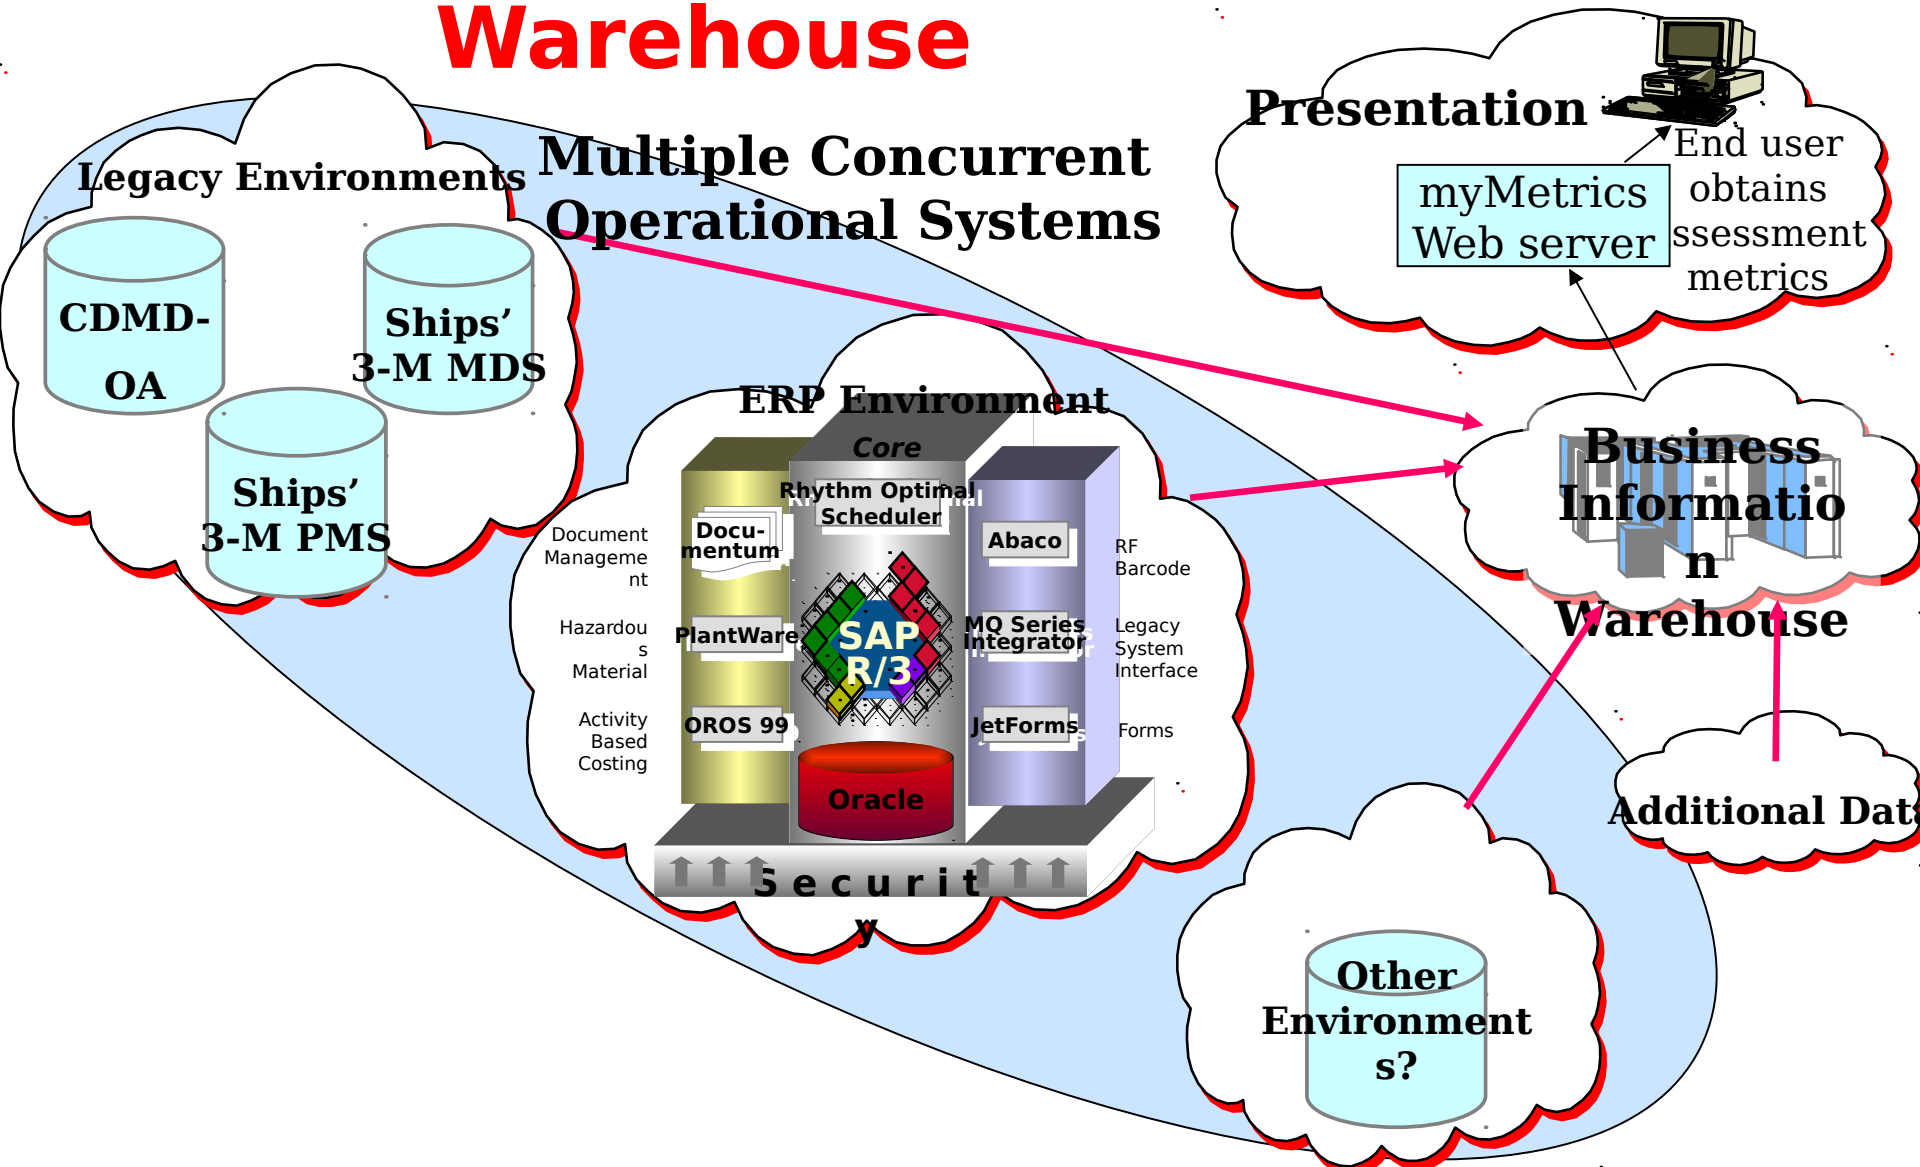 Warehouse
Multiple Concurrent
Operational Systems
Legacy Environments
CDMD-
OA
Ships’
3-M MDS
Ships’
3-M PMS
Presentation
myMetrics
Web server
End user
obtains
ssessment
metrics
ERP Environment
Core
Rhythm Optimal
Scheduler
Docu-
mentum
PlantWare
OROS 99
Document
Manageme
nt
Hazardou
s
Material
Activity
Based
Costing
SAP
R/3
Oracle
Abaco
MQ Series
Integrator
JetForms
RF
Barcode
Legacy
System
Interface
Forms
S e c u r i t
y
Business
Informatio
n
Warehouse
Additional Data
Other
Environment
s?